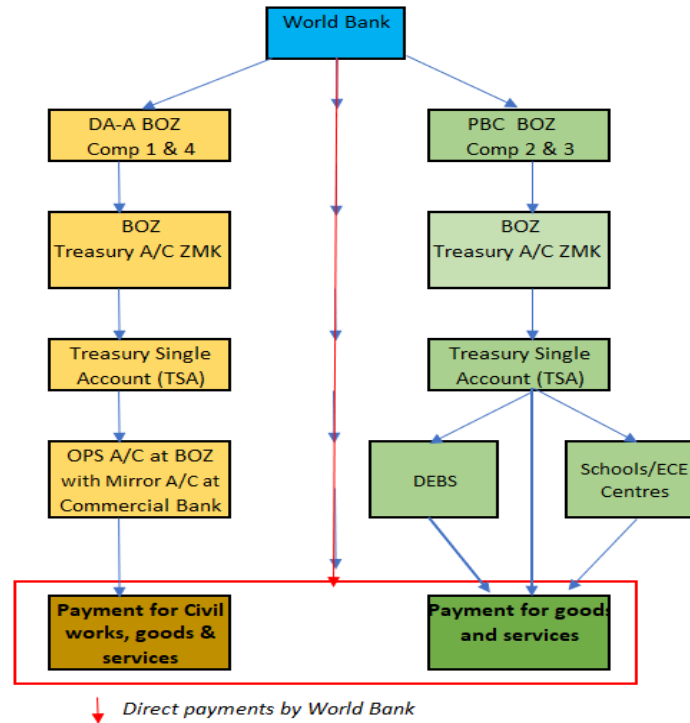 World Bank
DA-A BOZ
Comp 1 & 4
PBC BOZ
Comp 2 & 3
BOZ
Treasury A/C ZMK
BOZ
Treasury A/C ZMK
Treasury Single
Account (TSA)
Treasury Single
Account (TSA)
OPS A/C at BOZ
with Mirror A/C at
Commercial Bank
DEBS
Schools/ECE
Centres
Payment for Civil
works, goods &
services
Payment for goods
and services
Direct payments by World Bank